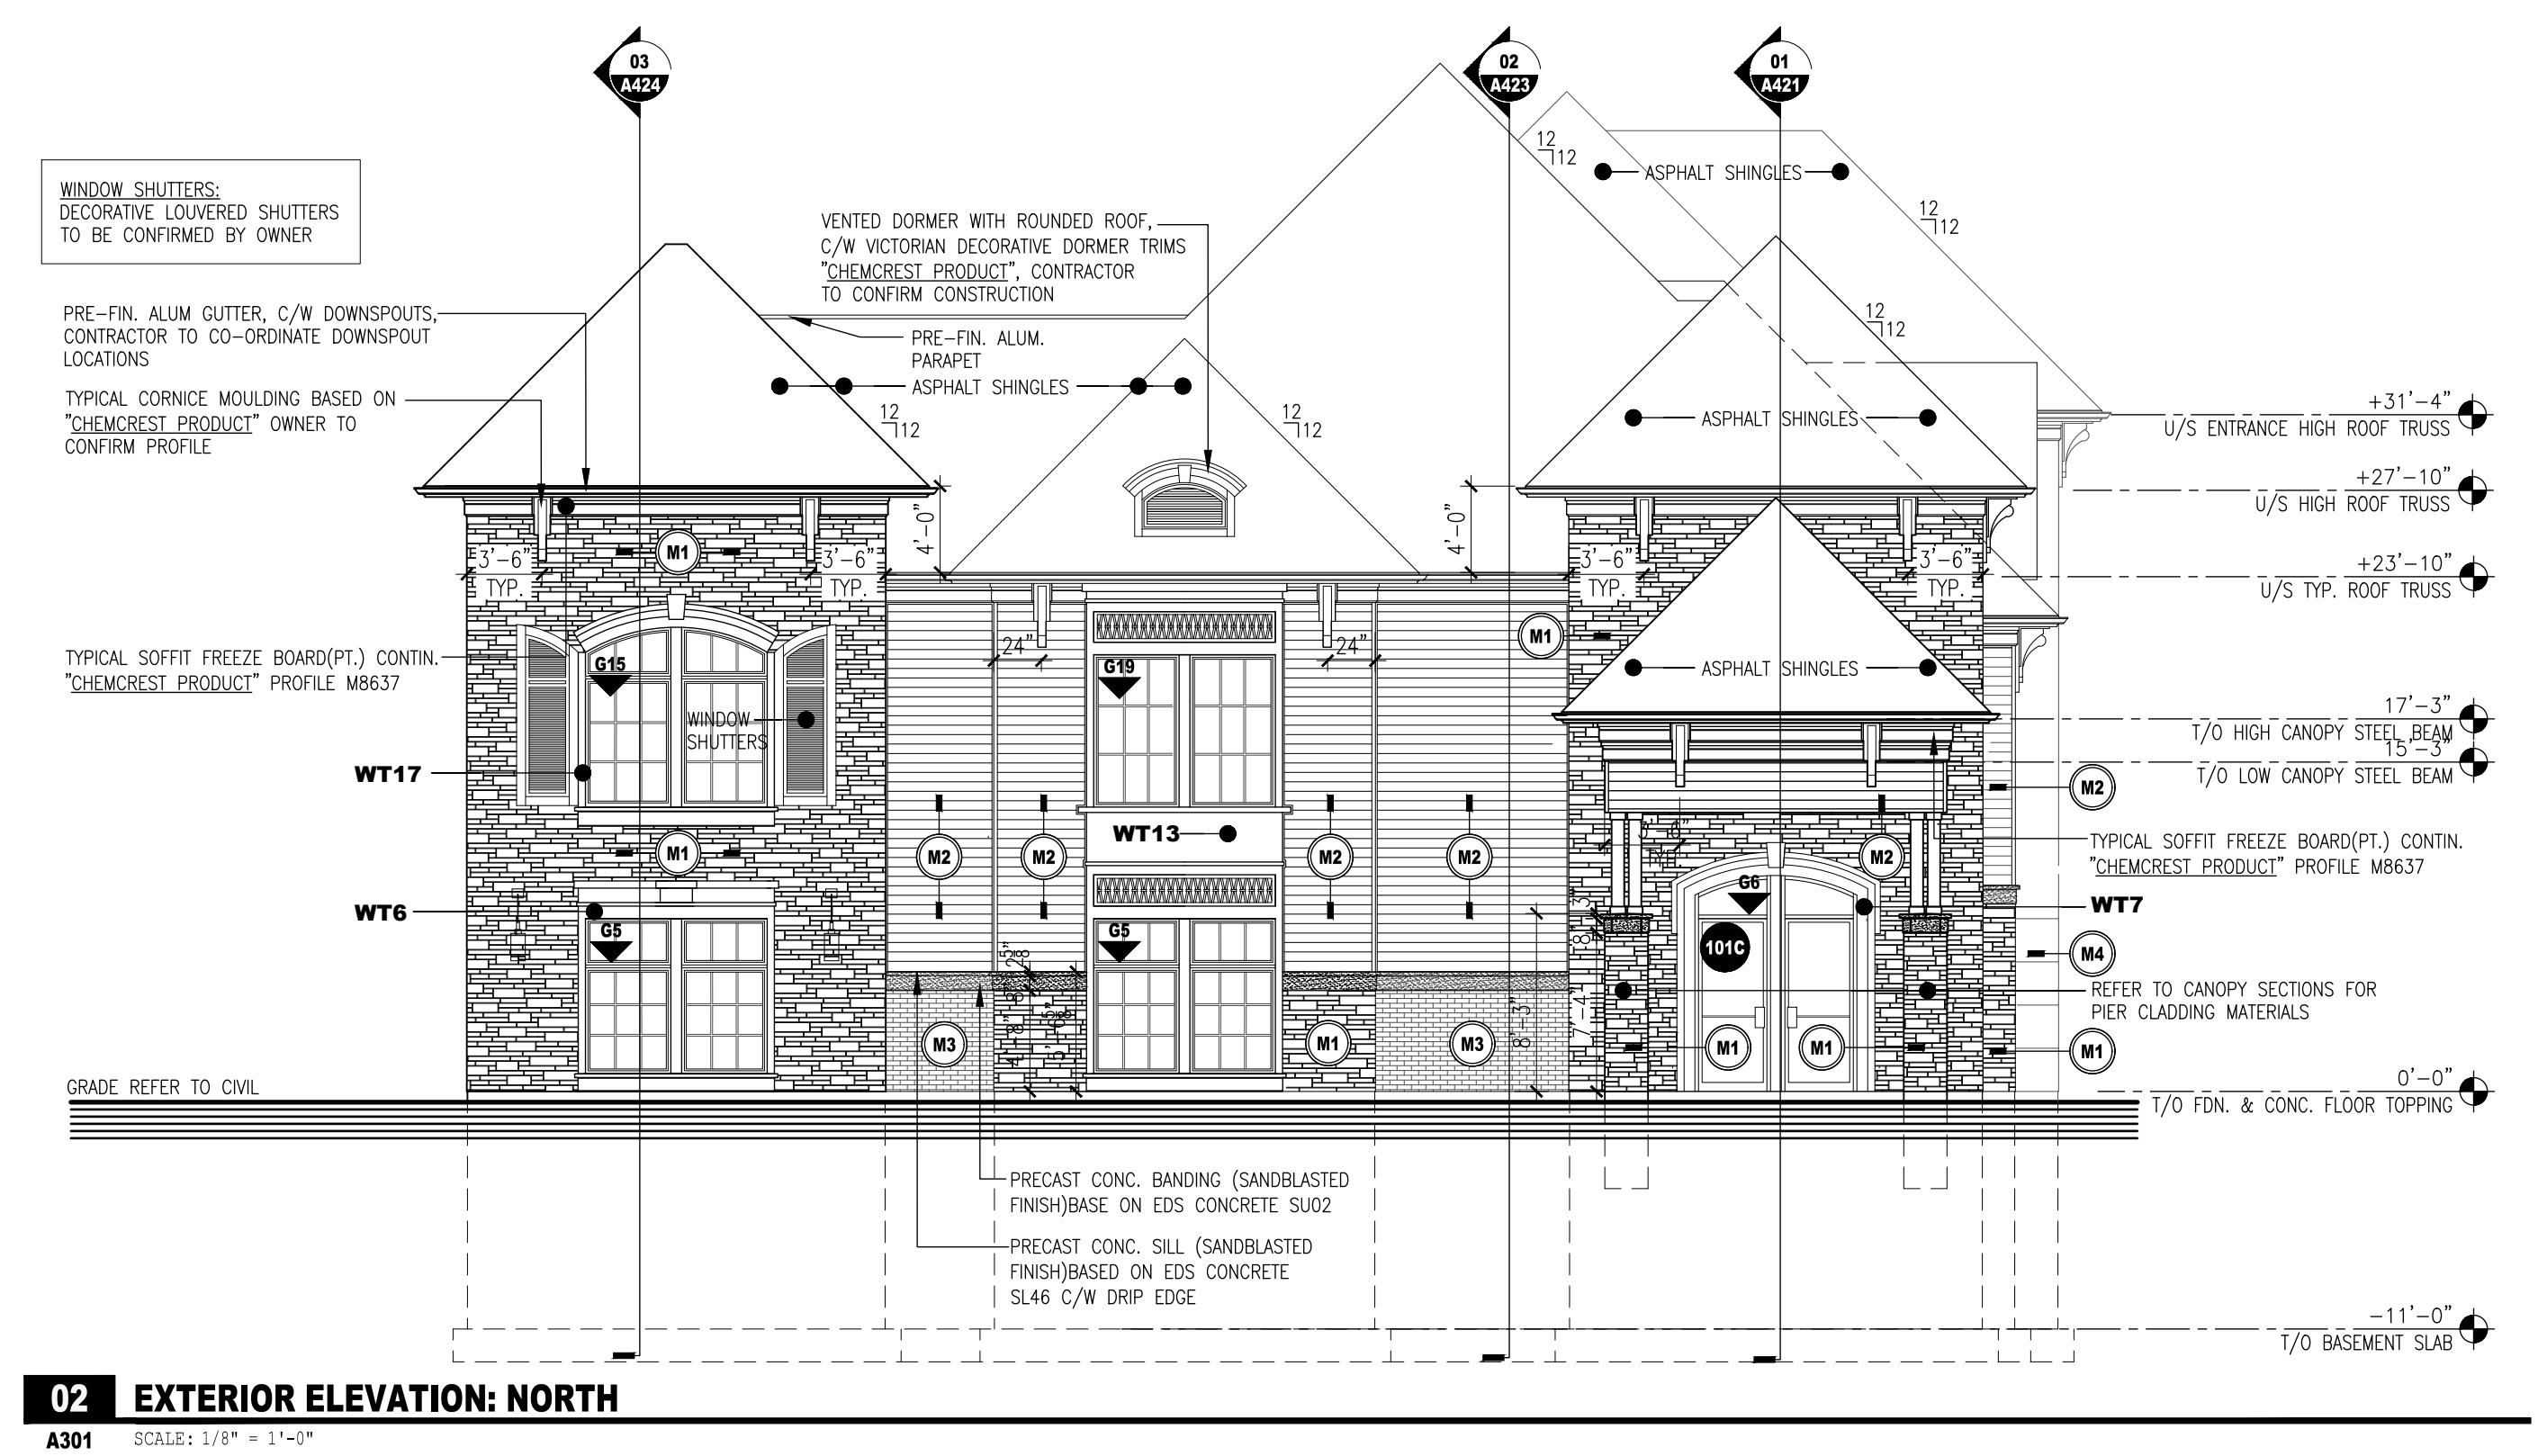 03
A424
02
A423
01
A421
WINDOW SHUTTERS:
DECORATIVE LOUVERED SHUTTERS
TO BE CONFIRMED BY OWNER
PRE-FIN. ALUM GUTTER, C/W DOWNSPOUTS,
CONTRACTOR TO CO-ORDINATE DOWNSPOUT
LOCATIONS
TYPICAL CORNICE MOULDING BASED ON
"CHEMCREST PRODUCT" OWNER TO
CONFIRM PROFILE
VENTED DORMER WITH ROUNDED ROOF,
C/W VICTORIAN DECORATIVE DORMER TRIMS
"CHEMCREST PRODUCT", CONTRACTOR
TO CONFIRM CONSTRUCTION
PRE-FIN. ALUM.
PARAPET
ASPHALT SHINGLES
12
12
12
12
12
12
ASPHALT SHINGLES
12
12
12
12
ASPHALT SHINGLES
+31'-4"
U/S ENTRANCE HIGH ROOF TRUSS
+27'-10"
U/S HIGH ROOF TRUSS
+23'-10"
U/S TYP. ROOF TRUSS
17'-3"
T/O HIGH CANOPY STEEL BEAM
15'-3"
T/O LOW CANOPY STEEL BEAM
4'-0"
4'-0"
M1
3'-6"
TYP.
3'-6"
TYP.
3'-6"
TYP.
3'-6"
TYP.
M1
24"
24"
TYPICAL SOFFIT FREEZE BOARD(PT.) CONTIN.
"CHEMCREST PRODUCT" PROFILE M8637
G15
G19
ASPHALT SHINGLES
WINDOW
SHUTTERS
WT17
WT13
M1
M2
M2
M2
M2
M2
M2
3'-6"
TYP.
TYPICAL SOFFIT FREEZE BOARD(PT.) CONTIN.
"CHEMCREST PRODUCT" PROFILE M8637
WT6
G5
G5
G6
WT7
101C
M4
REFER TO CANOPY SECTIONS FOR
PIER CLADDING MATERIALS
8'-3"
7'-4"
M3
M1
M3
M1
M1
M1
GRADE REFER TO CIVIL
0'-0"
T/O FDN. & CONC. FLOOR TOPPING
PRECAST CONC. BANDING (SANDBLASTED
FINISH)BASE ON EDS CONCRETE SU02
PRECAST CONC. SILL (SANDBLASTED
FINISH)BASED ON EDS CONCRETE
SL46 C/W DRIP EDGE
-11'-0"
T/O BASEMENT SLAB
02
EXTERIOR ELEVATION: NORTH
A301
SCALE: 1/8" = 1'-0"